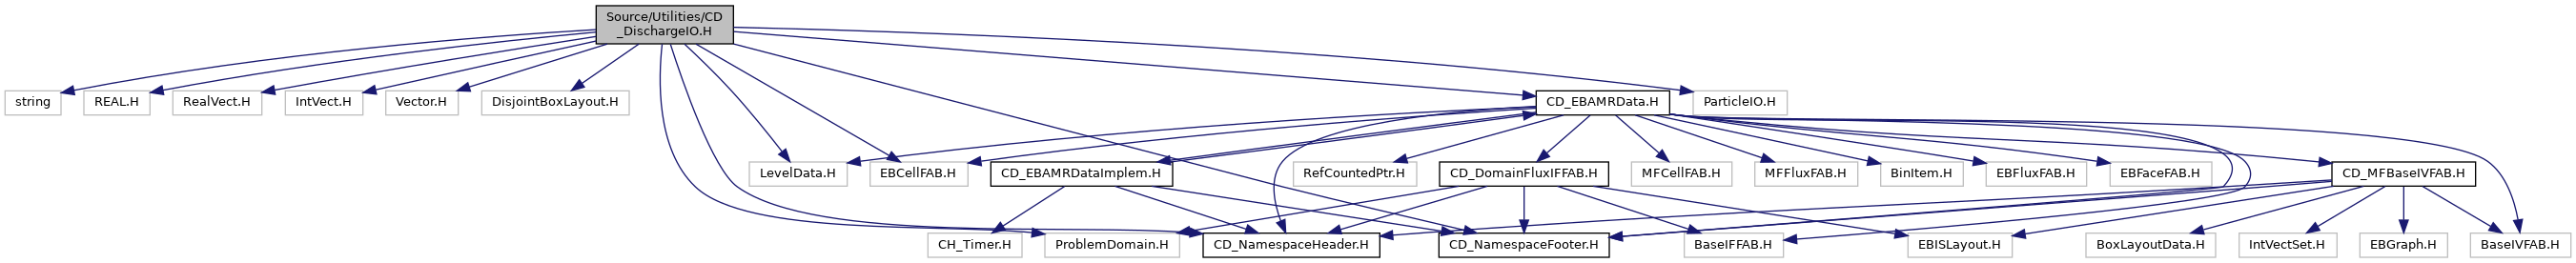 Source/Utilities/CD
_DischargeIO.H
string
REAL.H
RealVect.H
IntVect.H
Vector.H
DisjointBoxLayout.H
CD_EBAMRData.H
ParticleIO.H
LevelData.H
EBCellFAB.H
CD_EBAMRDataImplem.H
RefCountedPtr.H
CD_DomainFluxIFFAB.H
MFCellFAB.H
MFFluxFAB.H
BinItem.H
EBFluxFAB.H
EBFaceFAB.H
CD_MFBaseIVFAB.H
CH_Timer.H
ProblemDomain.H
CD_NamespaceHeader.H
CD_NamespaceFooter.H
BaseIFFAB.H
EBISLayout.H
BoxLayoutData.H
IntVectSet.H
EBGraph.H
BaseIVFAB.H